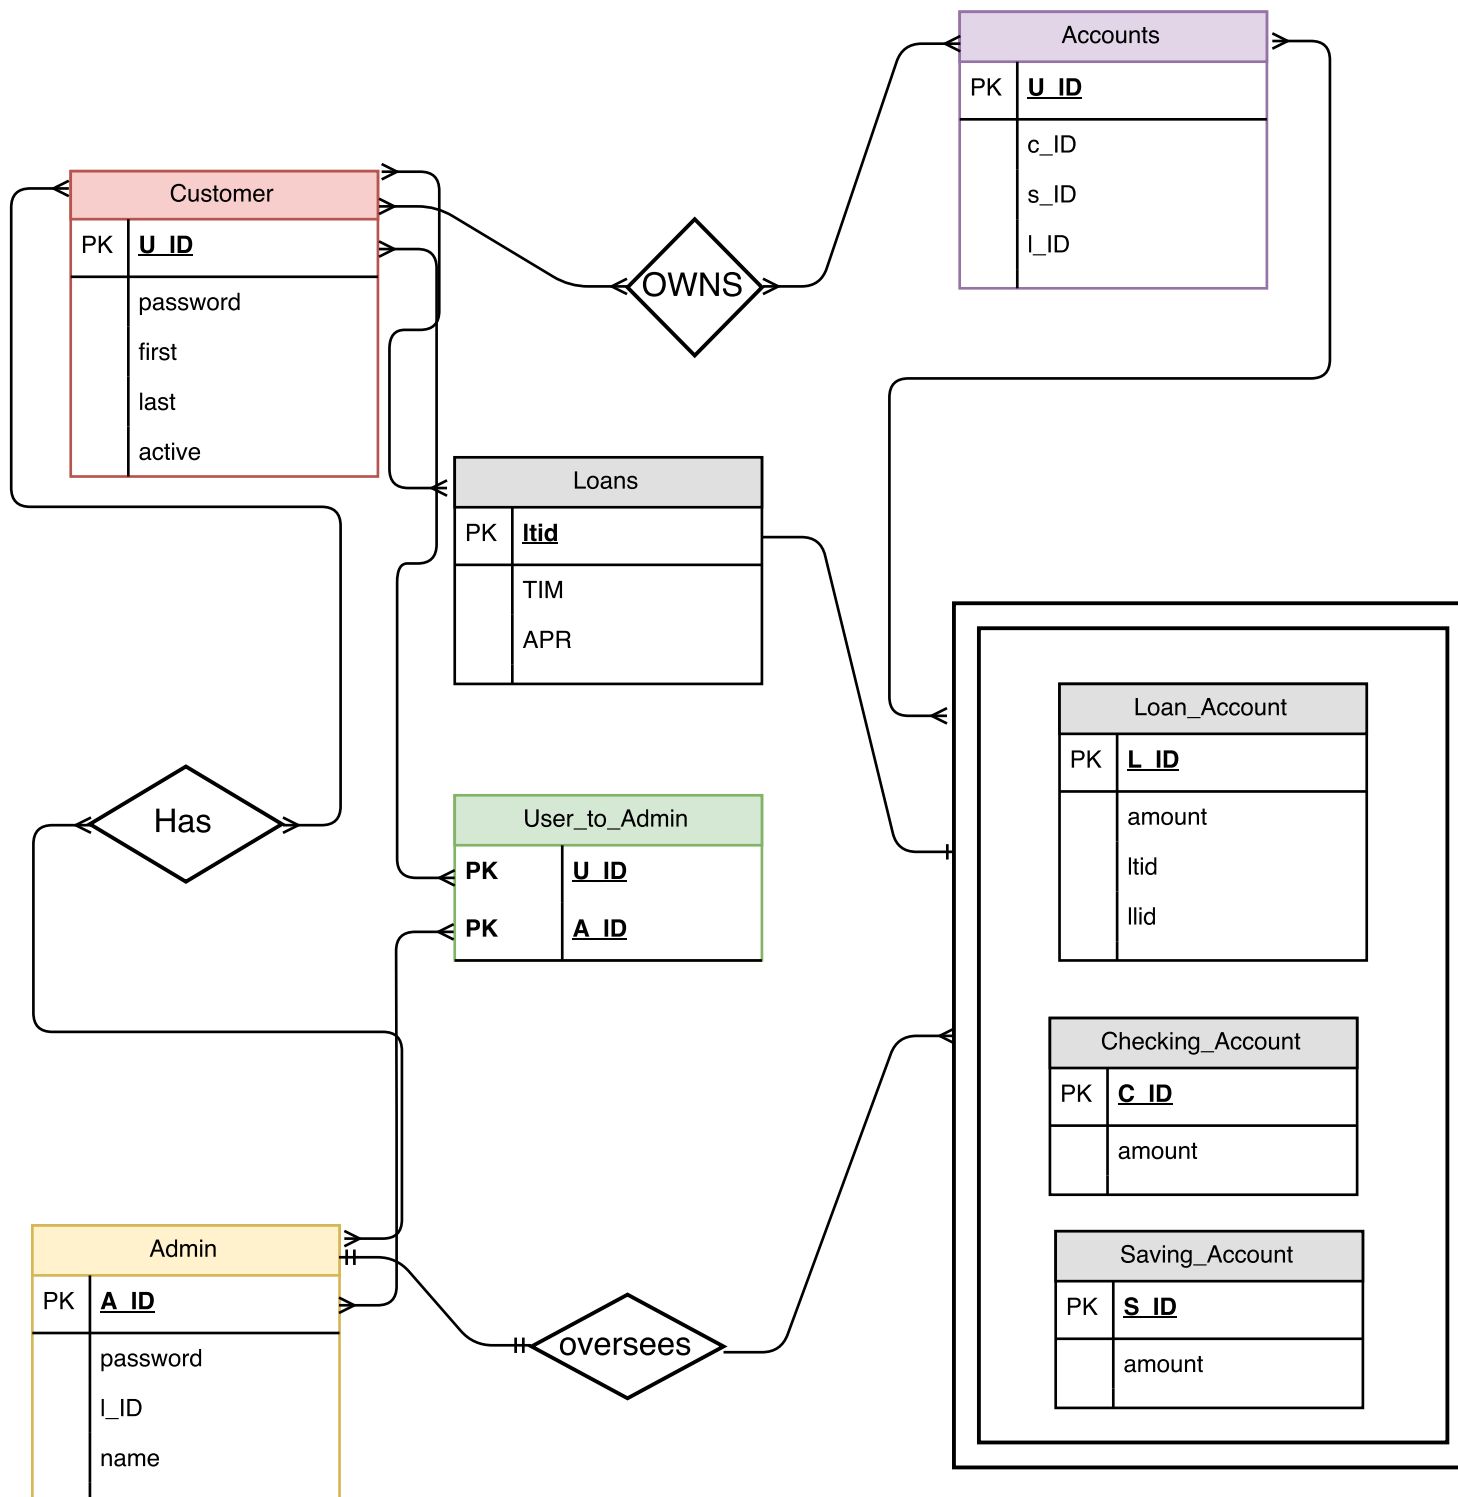 Accounts
PK U_ID
c_ID
s_ID
l_ID
Customer
PK U_ID
password
first
last
active
OWNS
Loans
PK ltid
TIM
APR
Loan_Account
PK L_ID
amount
ltid
llid
Has
User_to_Admin
PK U_ID
PK A_ID
Checking_Account
PK C_ID
amount
Admin
PK A_ID
password
l_ID
name
oversees
Saving_Account
PK S_ID
amount